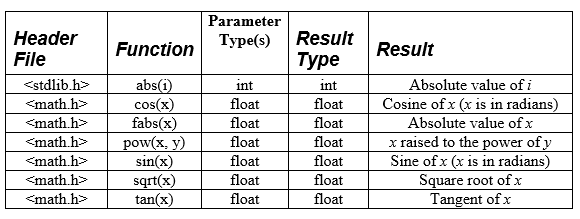 Header File Function Parameter Type(s) Result Type Result
<stdlib.h> abs(i) int int Absolute value of i
<math.h> cos(x) float float Cosine of x (x is in radians)
<math.h> fabs(x) float float Absolute value of x
<math.h> pow(x, y) float float x raised to the power of y
<math.h> sin(x) float float Sine of x (x is in radians)
<math.h> sqrt(x) float float Square root of x
<math.h> tan(x) float float Tangent of x